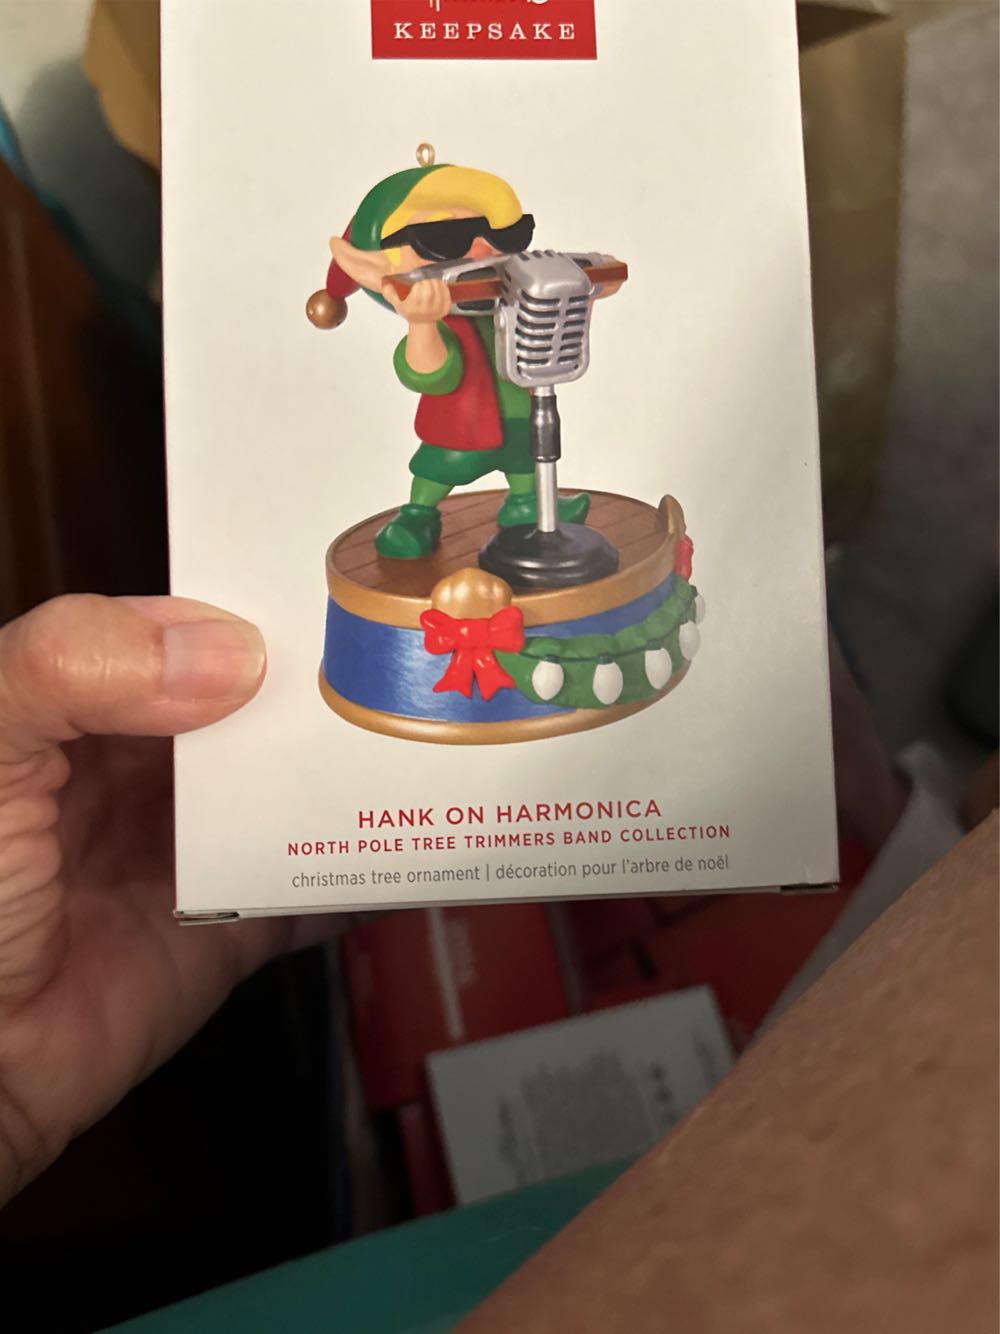 KEEPSAKE
HANK ON HARMONICA
NORTH POLE TREE TRIMMERS BAND COLLECTION
christmas tree ornament | décoration pour l'arbre de noël